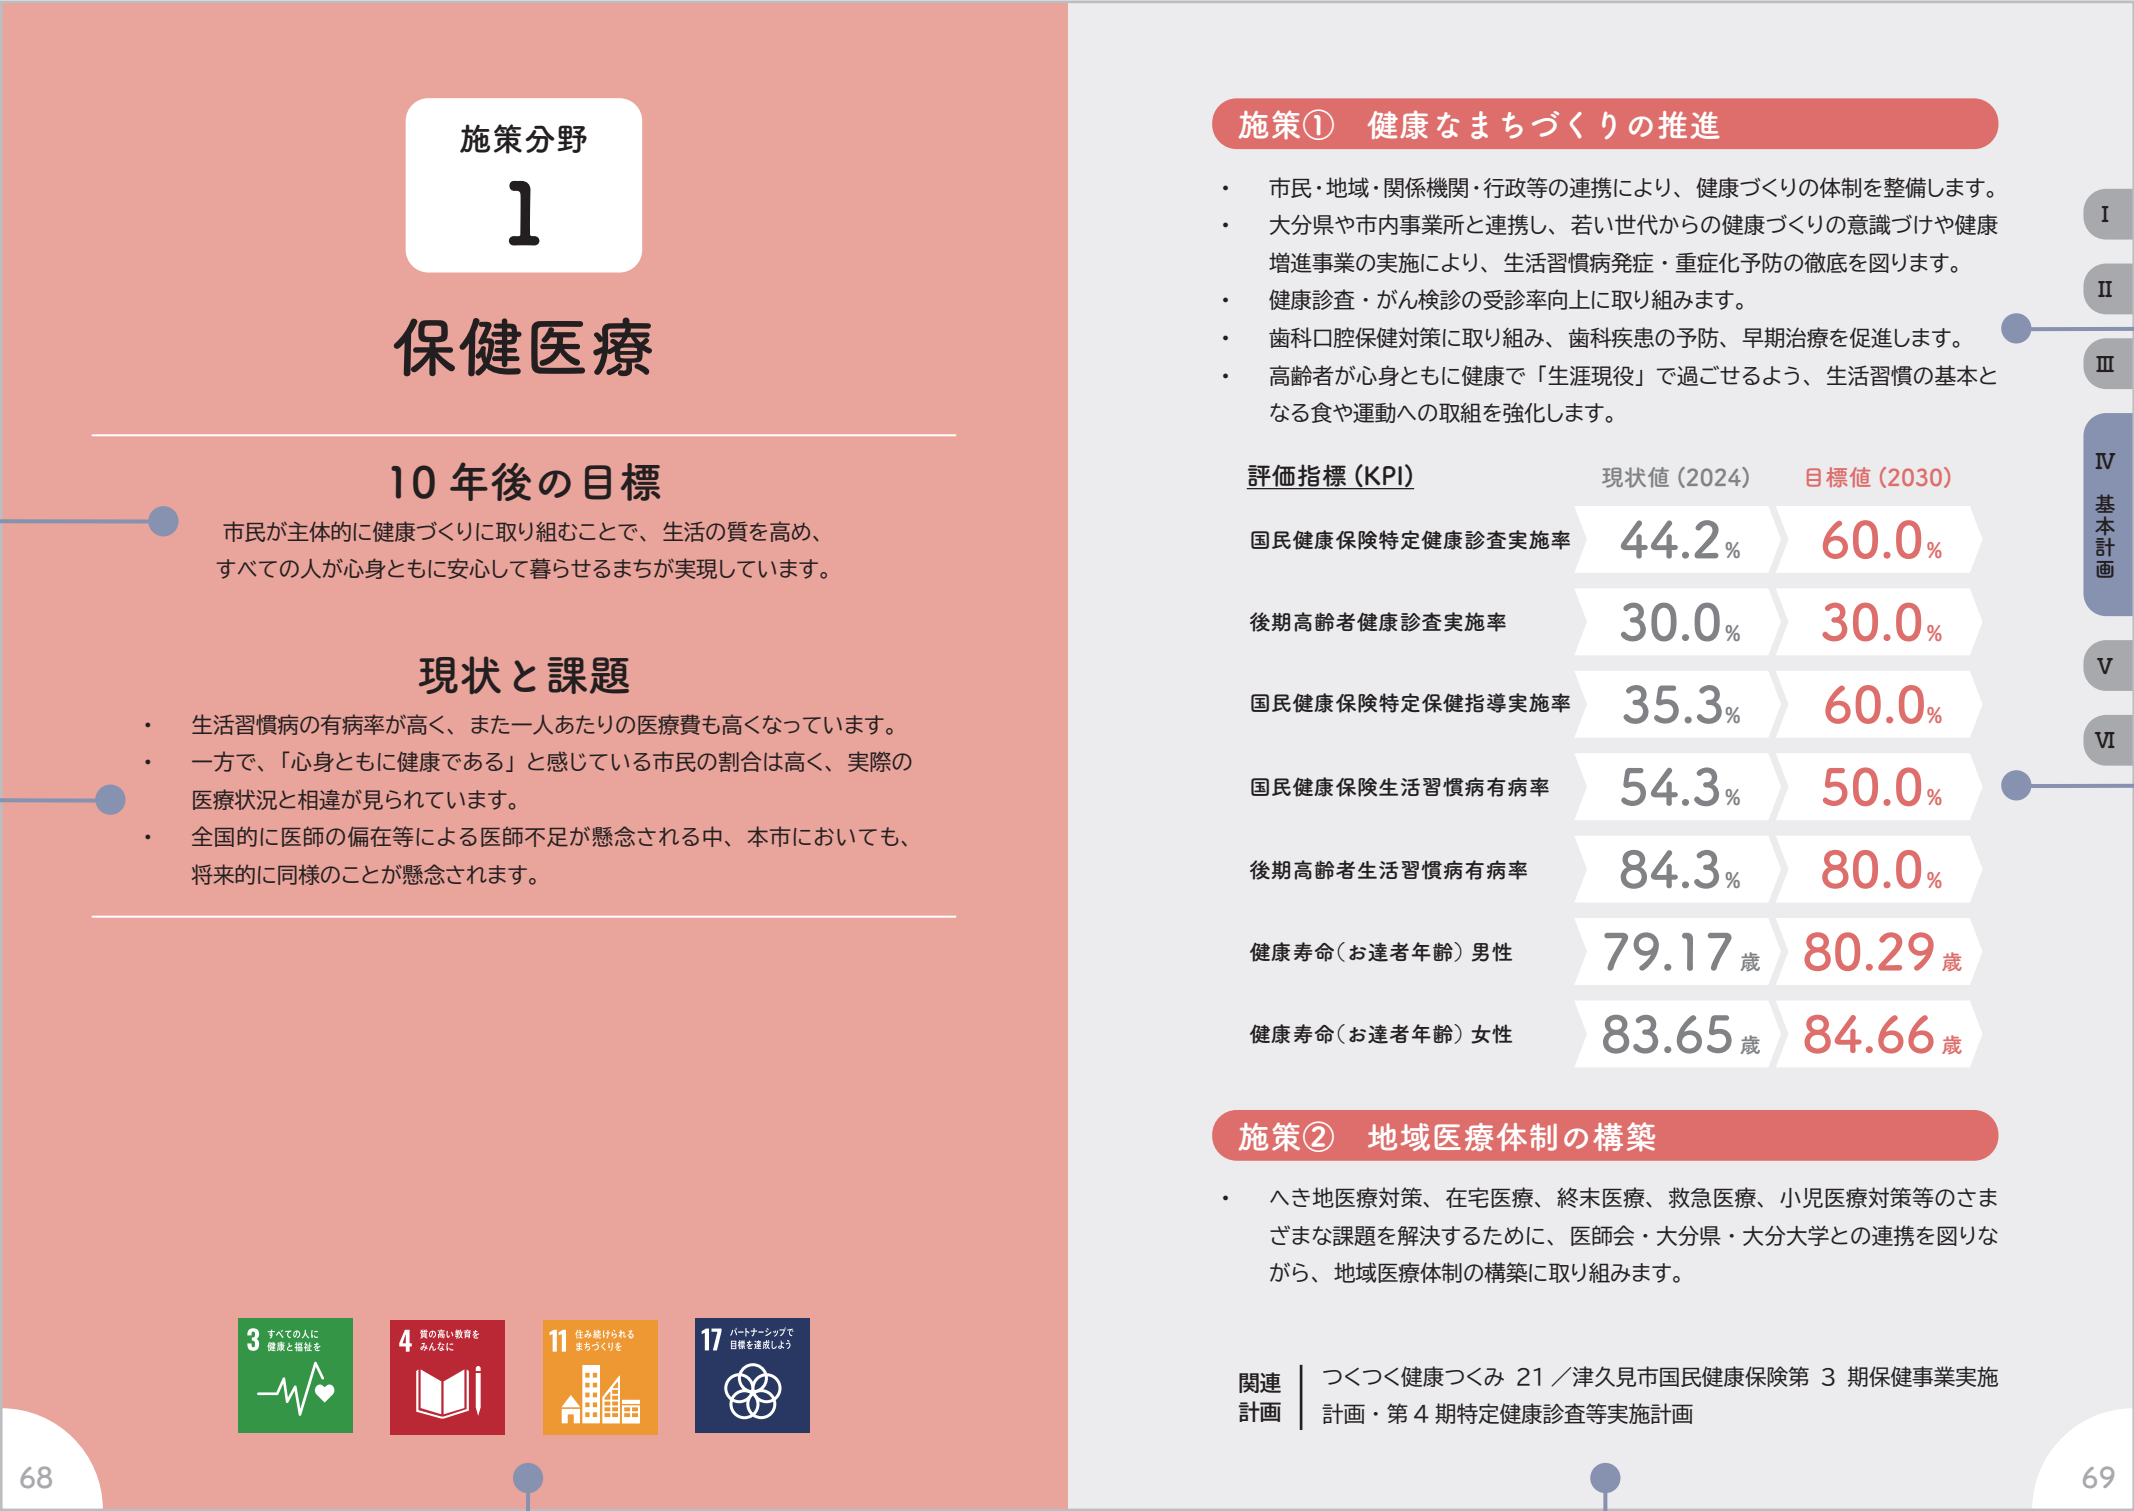 施策分野
1
保健医療
10 年後の目標
市民が主体的に健康づくりに取り組むことで、生活の質を高め、
すべての人が心身ともに安心して暮らせるまちが実現しています。
現状と課題
・ 生活習慣病の有病率が高く、また一人あたりの医療費も高くなっています。
・ 一方で、「心身ともに健康である」と感じている市民の割合は高く、実際の
医療状況と相違が見られています。
・ 全国的に医師の偏在等による医師不足が懸念される中、本市においても、
将来的に同様のことが懸念されます。
3 すべての人に
健康と福祉を
4 質の高い教育を
みんなに
11 住み続けられる
まちづくりを
17 パートナーシップで
目標を達成しよう
68
施策① 健康なまちづくりの推進
・ 市民・地域・関係機関・行政等の連携により、健康づくりの体制を整備します。
・ 大分県や市内事業所と連携し、若い世代からの健康づくりの意識づけや健康
増進事業の実施により、生活習慣病発症・重症化予防の徹底を図ります。
・ 健康診査・がん検診の受診率向上に取り組みます。
・ 歯科口腔保健対策に取り組み、歯科疾患の予防、早期治療を促進します。
・ 高齢者が心身ともに健康で「生涯現役」で過ごせるよう、生活習慣の基本と
なる食や運動への取組を強化します。
評価指標 (KPI) 現状値 (2024) 目標値 (2030)
国民健康保険特定健康診査実施率 44.2% 60.0%
後期高齢者健康診査実施率 30.0% 30.0%
国民健康保険特定保健指導実施率 35.3% 60.0%
国民健康保険生活習慣病有病率 54.3% 50.0%
後期高齢者生活習慣病有病率 84.3% 80.0%
健康寿命（お達者年齢）男性 79.17歳 80.29歳
健康寿命（お達者年齢）女性 83.65歳 84.66歳
施策② 地域医療体制の構築
・ へき地医療対策、在宅医療、終末医療、救急医療、小児医療対策等のさま
ざまな課題を解決するために、医師会・大分県・大分大学との連携を図りな
がら、地域医療体制の構築に取り組みます。
関連
計画
つくつく健康つくみ 21 ／津久見市国民健康保険第 3 期保健事業実施
計画・第 4 期特定健康診査等実施計画
Ⅰ
Ⅱ
Ⅲ
Ⅳ 基本計画
Ⅴ
Ⅵ
69